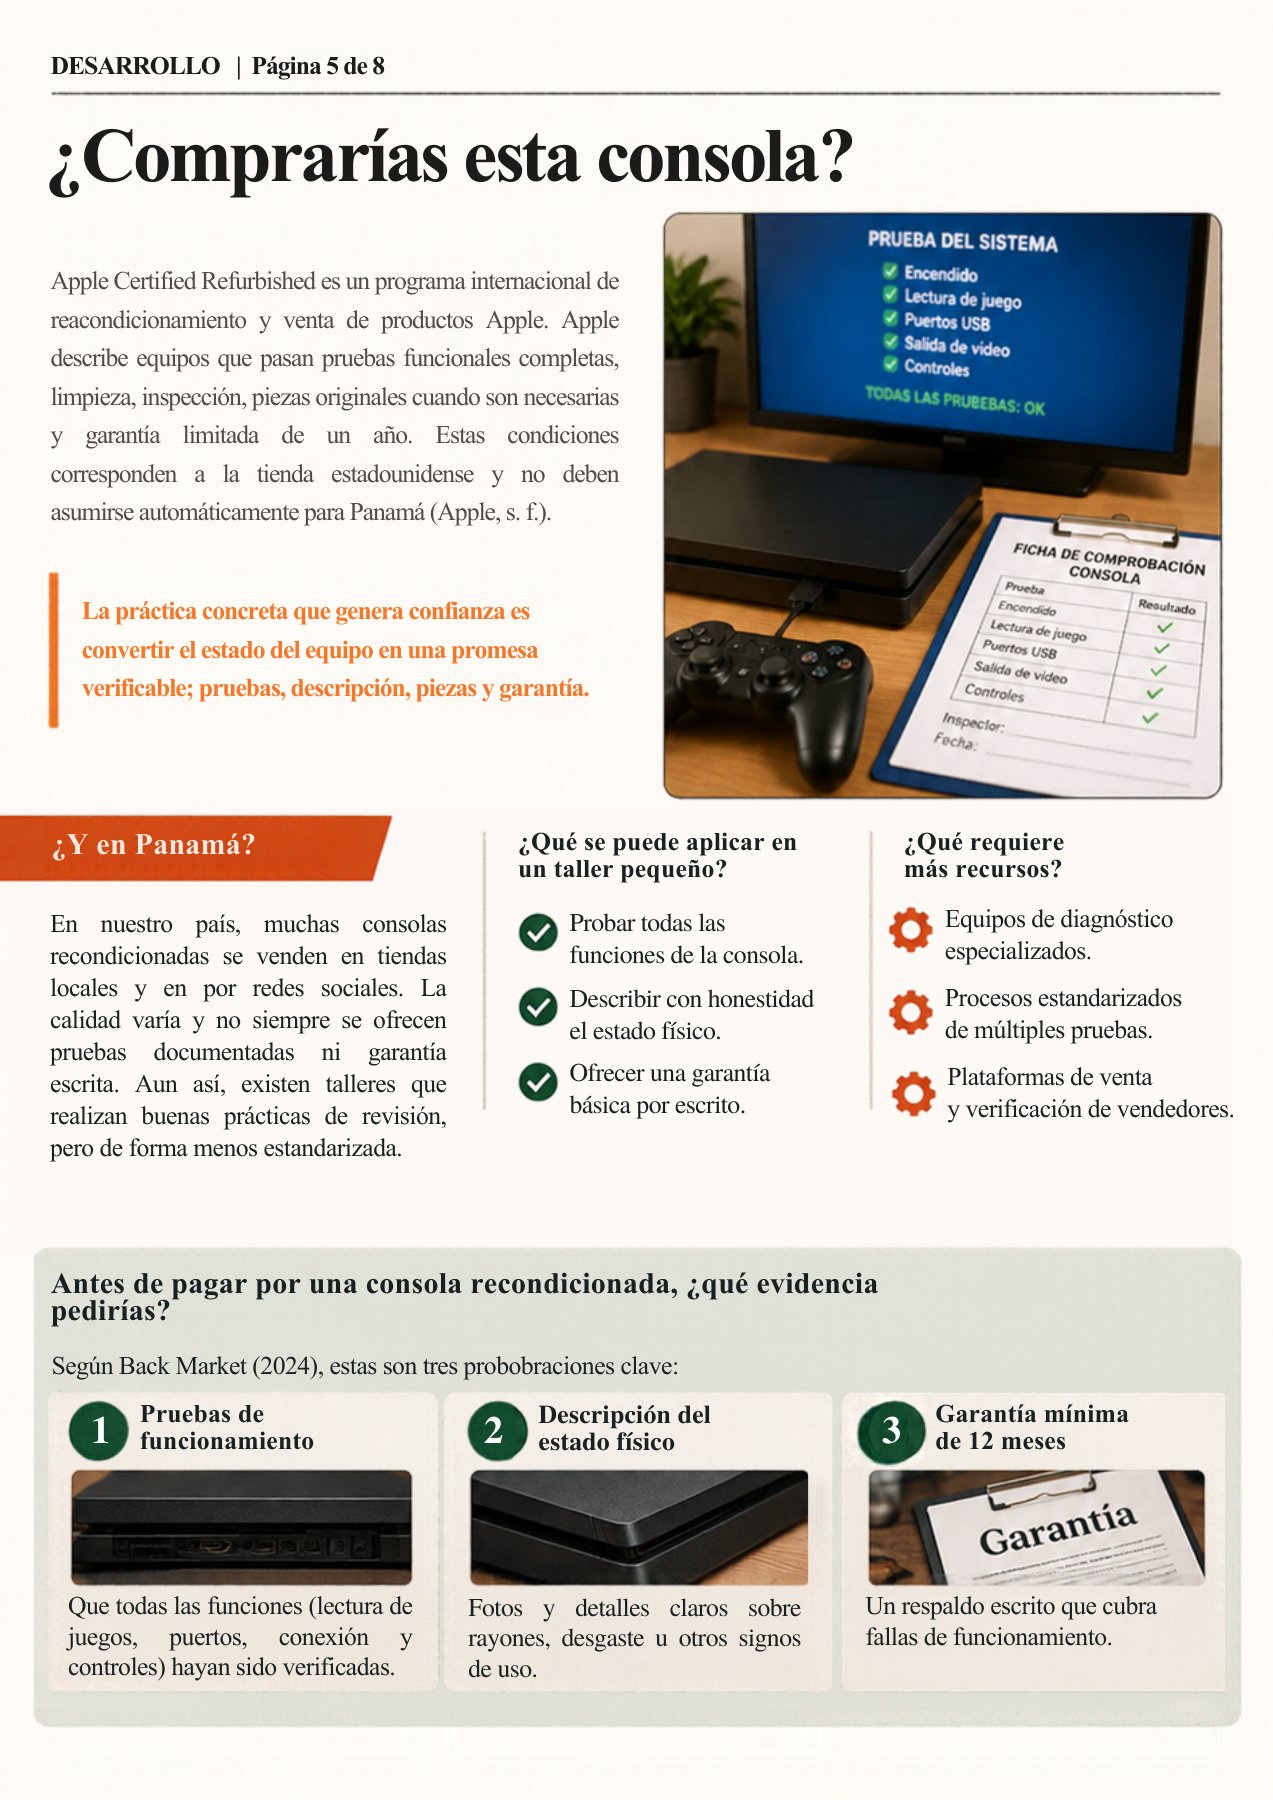 DESARROLLO | Página 5 de 8
¿Comprarías esta consola?
Apple Certified Refurbished es un programa internacional de
reacondicionamiento y venta de productos Apple. Apple
describe equipos que pasan pruebas funcionales completas,
limpieza, inspección, piezas originales cuando son necesarias
y garantía limitada de un año. Estas condiciones
corresponden a la tienda estadounidense y no deben
asumirse automáticamente para Panamá (Apple, s. f.).
La práctica concreta que genera confianza es
convertir el estado del equipo en una promesa
verificable; pruebas, descripción, piezas y garantía.
PRUEBA DEL SISTEMA
Encendido
Lectura de juego
Puertos USB
Salida de video
Controles
TODAS LAS PRUBEBAS: OK
FICHA DE COMPROBACIÓN
CONSOLA
Prueba Resultado
Encendido
Lectura de juego
Puertos USB
Salida de video
Controles
Inspector:
Fecha:
¿Y en Panamá?
En nuestro país, muchas consolas
recondicionadas se venden en tiendas
locales y en por redes sociales. La
calidad varía y no siempre se ofrecen
pruebas documentadas ni garantía
escrita. Aun así, existen talleres que
realizan buenas prácticas de revisión,
pero de forma menos estandarizada.
¿Qué se puede aplicar en
un taller pequeño?
Probar todas las
funciones de la consola.
Describir con honestidad
el estado físico.
Ofrecer una garantía
básica por escrito.
¿Qué requiere
más recursos?
Equipos de diagnóstico
especializados.
Procesos estandarizados
de múltiples pruebas.
Plataformas de venta
y verificación de vendedores.
Antes de pagar por una consola recondicionada, ¿qué evidencia
pedirías?
Según Back Market (2024), estas son tres probobraciones clave:
1 Pruebas de
funcionamiento
Que todas las funciones (lectura de
juegos, puertos, conexión y
controles) hayan sido verificadas.
2 Descripción del
estado físico
Fotos y detalles claros sobre
rayones, desgaste u otros signos
de uso.
3 Garantía mínima
de 12 meses
Garantía
Un respaldo escrito que cubra
fallas de funcionamiento.